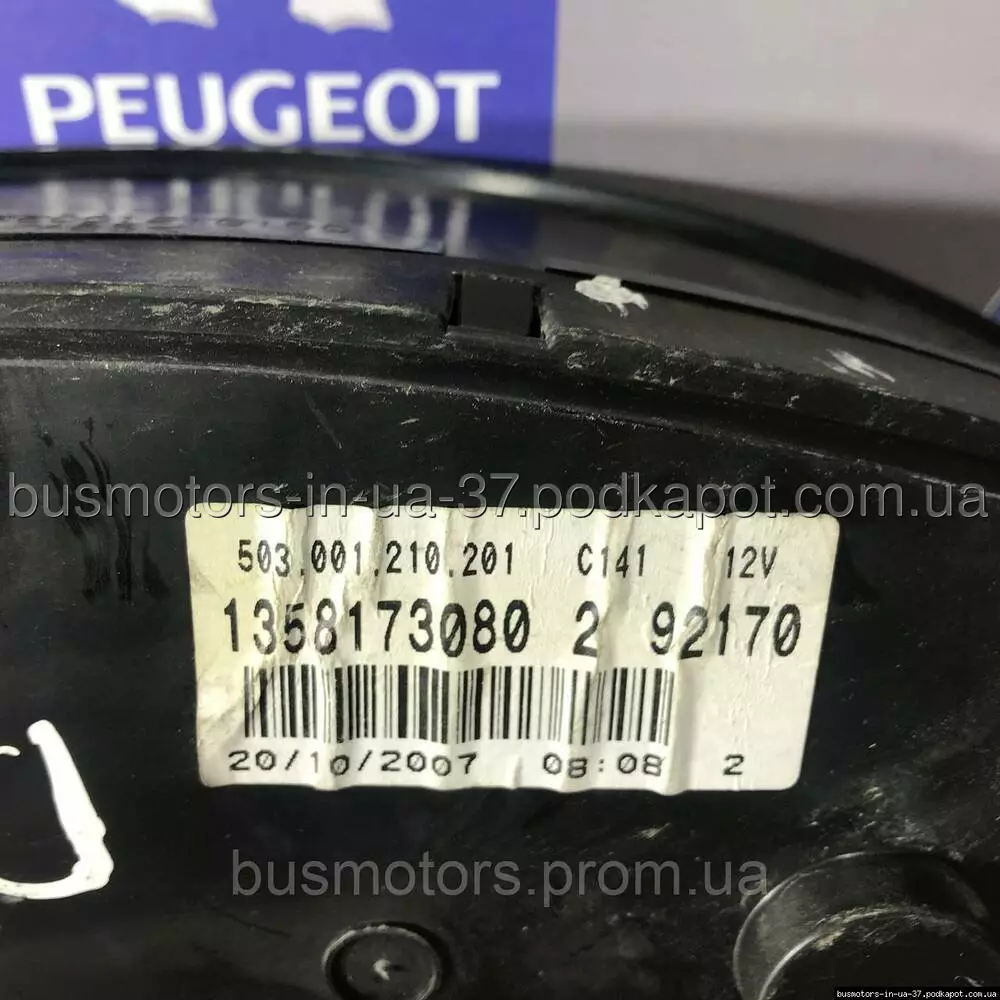 PEUGEOT
busmotors-in-ua-37.podkapot.com.ua
503.001.210.201 C141 12V
1358173080 2 92170
20/10/2007 08:08 2
busmotors.prom.ua
busmotors-in-ua-37.podkapot.com.ua